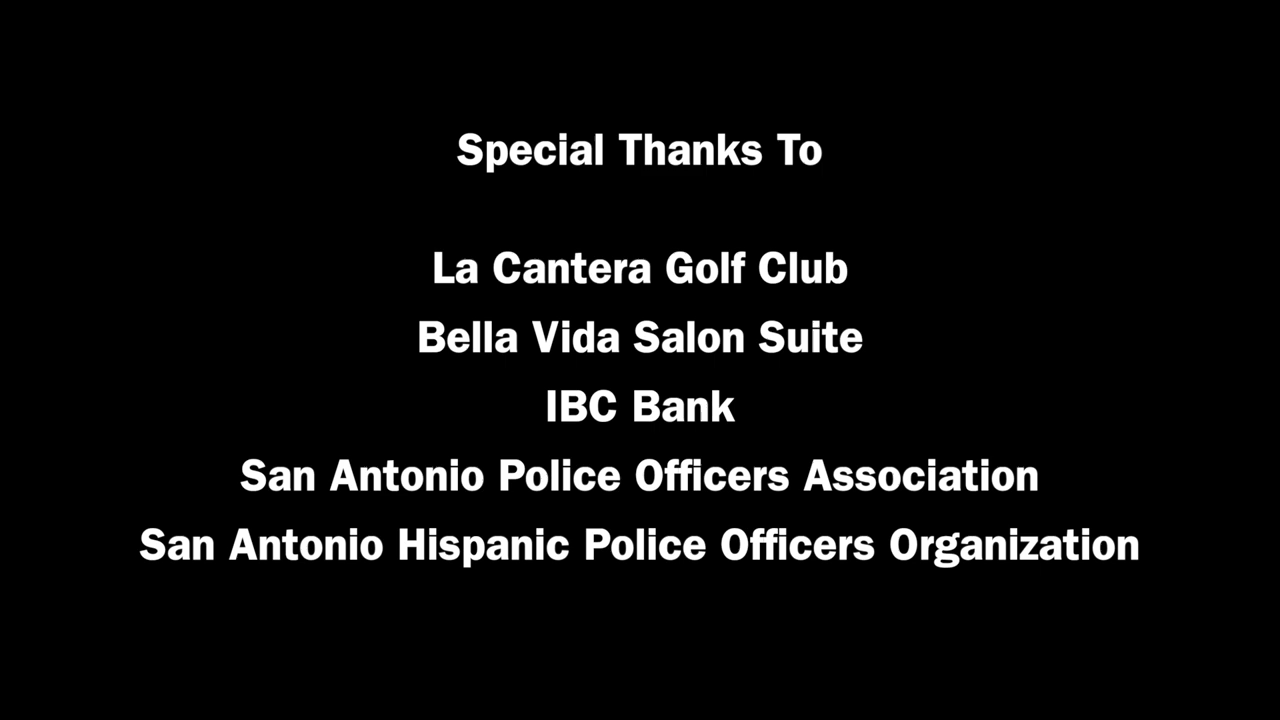 Special Thanks To
La Cantera Golf Club
Bella Vida Salon Suite
IBC Bank
San Antonio Police Officers Association
San Antonio Hispanic Police Officers Organization